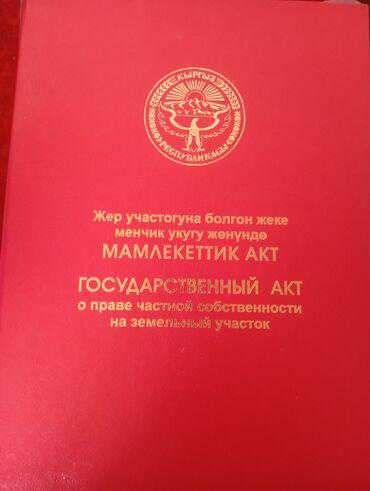 КЫРГЫЗ
РЕСПУБЛИКАСЫ
Жер участогуна болгон жеке
менчик укугу жөнүндө
МАМЛЕКЕТТИК АКТ
ГОСУДАРСТВЕННЫЙ АКТ
о праве частной собственности
на земельный участок